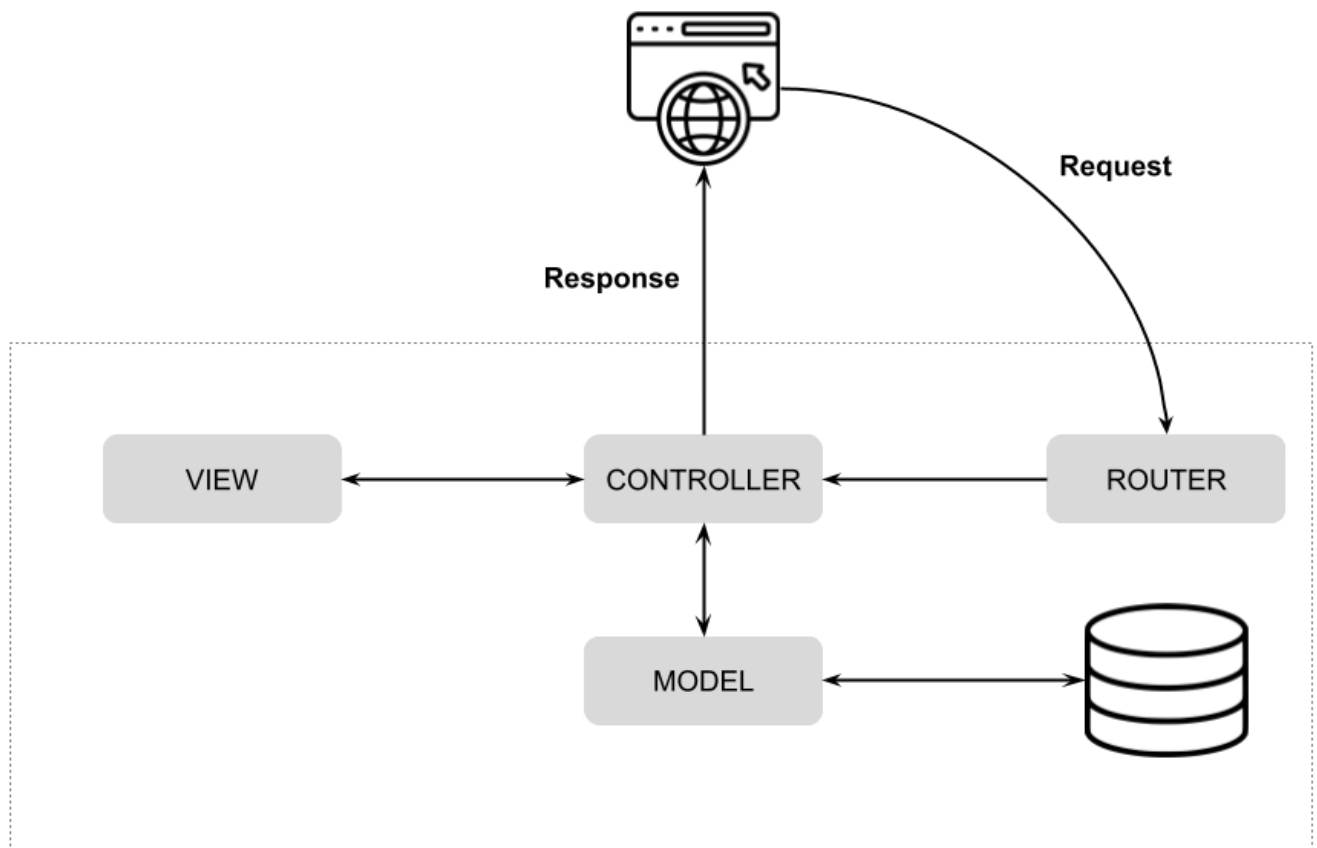 Request
Response
VIEW
CONTROLLER
ROUTER
MODEL